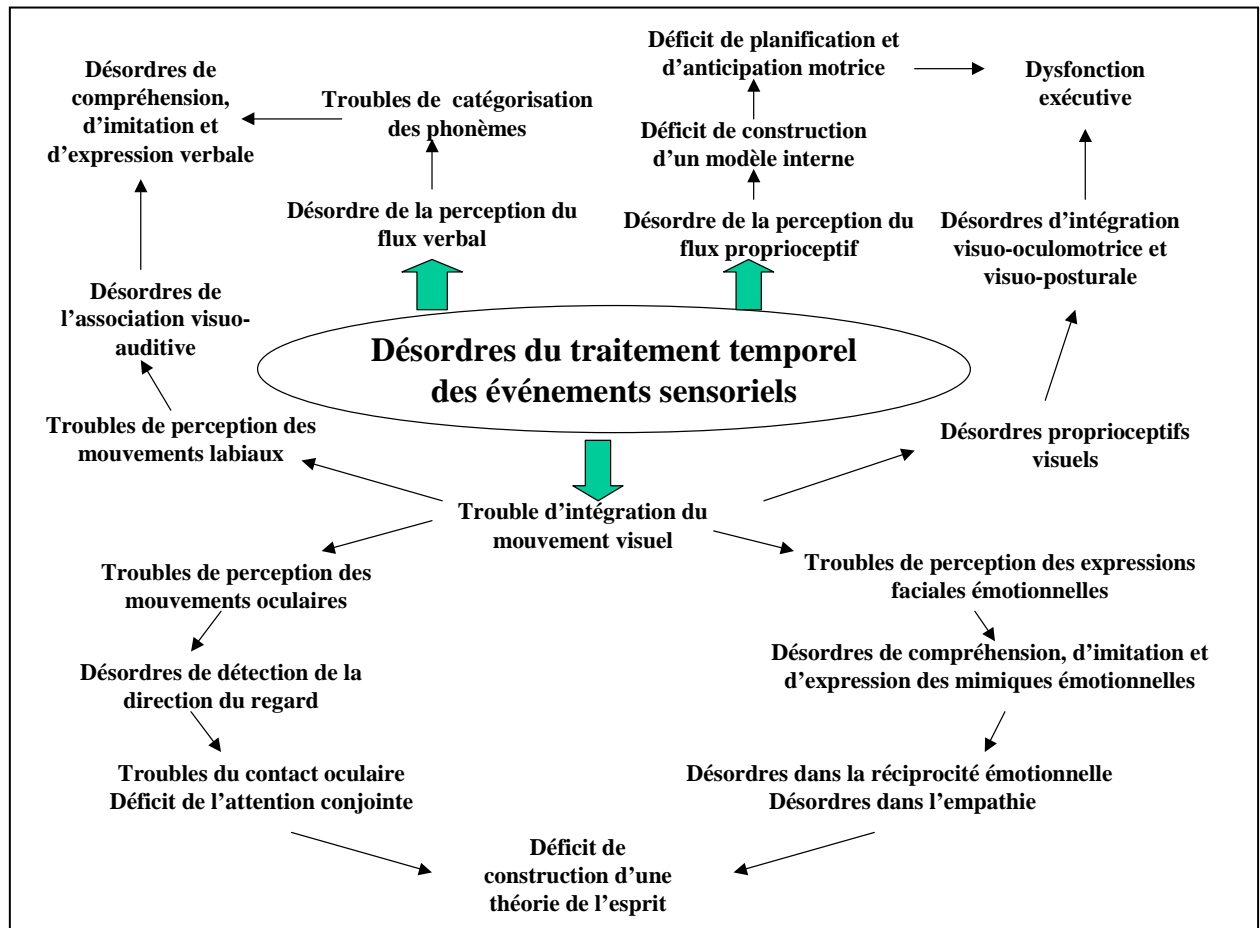 Déficit de planification et
d’anticipation motrice
Désordres de
compréhension,
d’imitation et
d’expression verbale
Troubles de catégorisation
des phonèmes
Dysfonction
exécutive
Déficit de construction
d’un modèle interne
Désordre de la perception du
flux verbal
Désordre de la perception du
flux proprioceptif
Désordres d’intégration
visuo-oculomotrice et
visuo-posturale
Désordres de
l’association visuo-
auditive
Désordres du traitement temporel
des événements sensoriels
Troubles de perception des
mouvements labiaux
Désordres proprioceptifs
visuels
Trouble d’intégration du
mouvement visuel
Troubles de perception des
mouvements oculaires
Troubles de perception des expressions
faciales émotionnelles
Désordres de détection de la
direction du regard
Désordres de compréhension, d’imitation et
d’expression des mimiques émotionnelles
Troubles du contact oculaire
Déficit de l’attention conjointe
Désordres dans la réciprocité émotionnelle
Désordres dans l’empathie
Déficit de
construction d’une
théorie de l’esprit